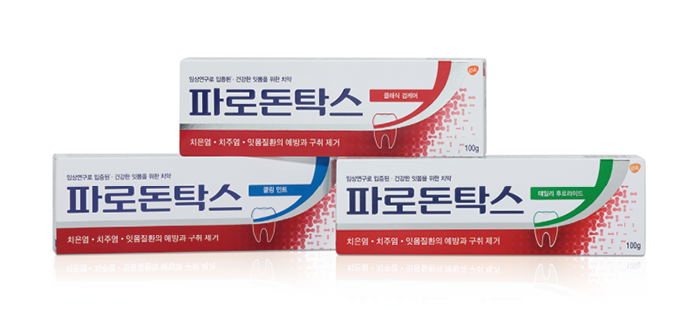 임상연구로 입증된 · 건강한 잇몸을 위한 치약
파로돈탁스
클래식 검케어
gsk
치은염 · 치주염 · 잇몸질환의 예방과 구취 제거
100g
임상연구로 입증된 · 건강한 잇몸을 위한 치약
파로돈탁스
쿨링 민트
치은염 · 치주염 · 잇몸질환의 예방과 구취 제거
임상연구로 입증된 · 건강한 잇몸을 위한 치약
파로돈탁스
데일리 후로라이드
gsk
치은염 · 치주염 · 잇몸질환의 예방과 구취 제거
100g